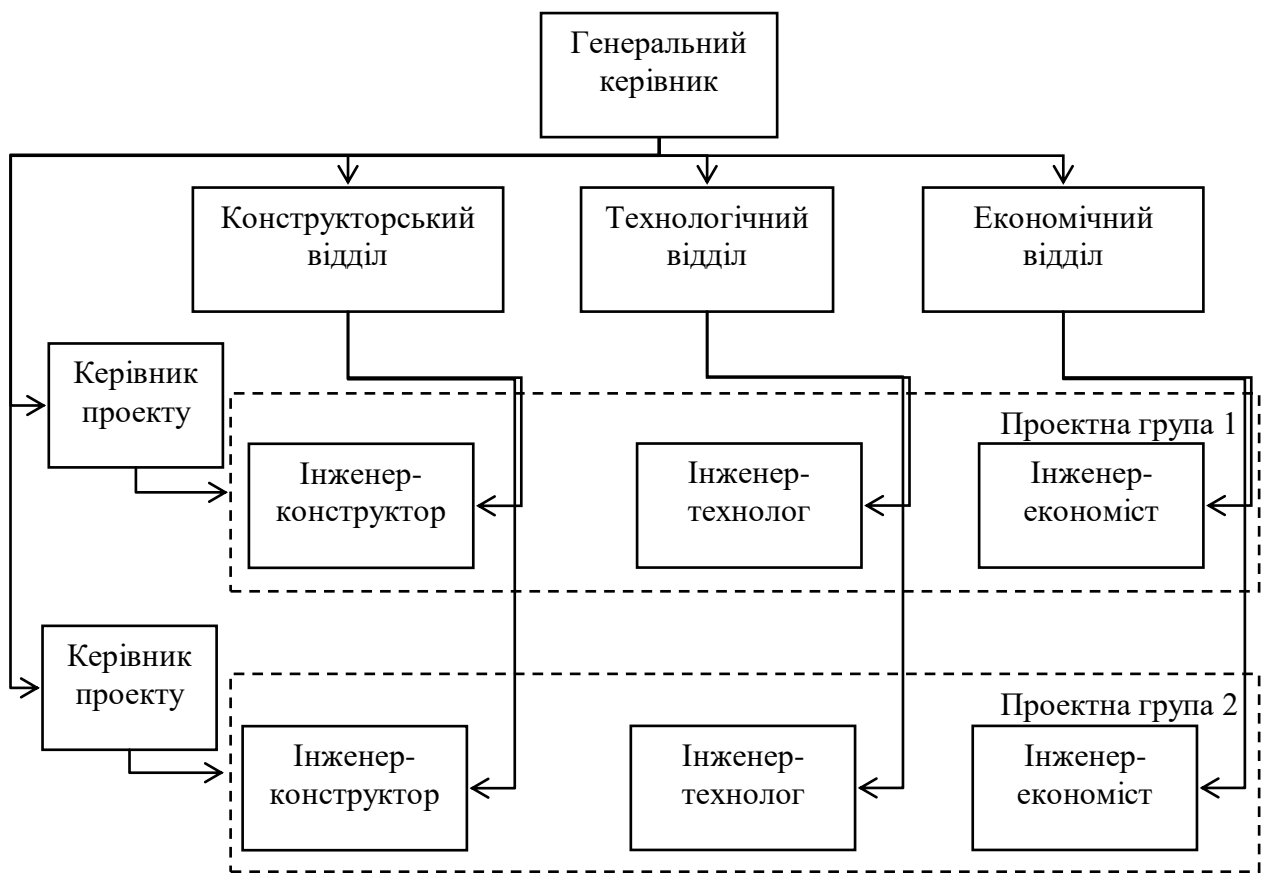 Генеральний
керівник
Конструкторський
відділ
Технологічний
відділ
Економічний
відділ
Керівник
проекту
Проектна група 1
Інженер-
конструктор
Інженер-
технолог
Інженер-
економіст
Керівник
проекту
Проектна група 2
Інженер-
конструктор
Інженер-
технолог
Інженер-
економіст